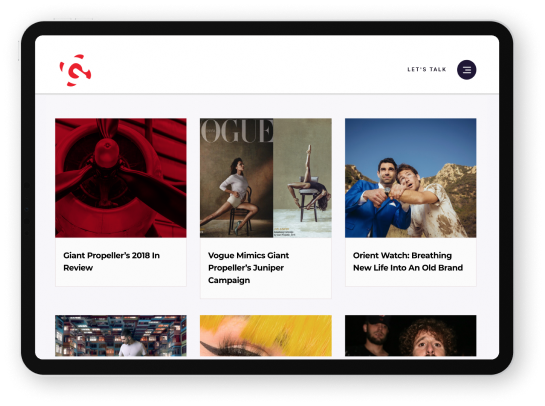 LET'S TALK
OGUE
Giant Propeller's 2018 In
Review
Vogue Mimics Giant
Propeller's Juniper
Campaign
Orient Watch: Breathing
New Life Into An Old Brand